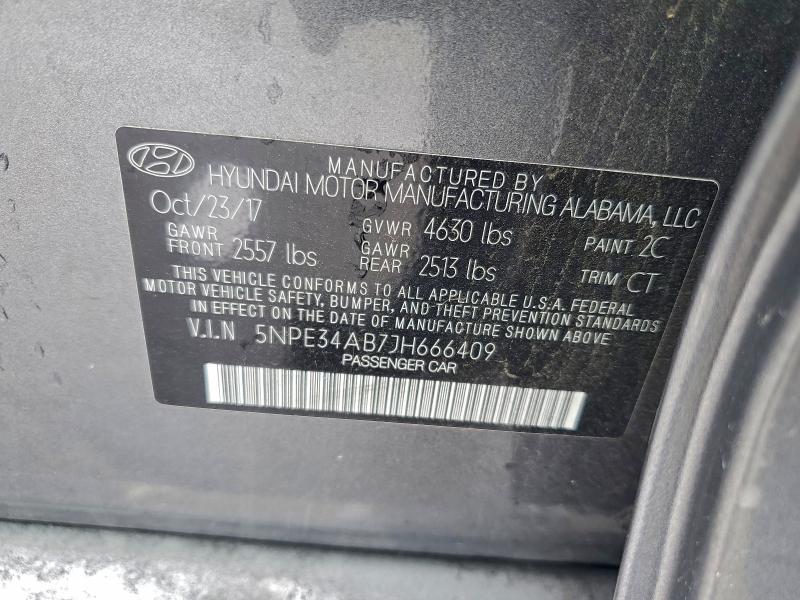 MANUFACTURED BY
HYUNDAI MOTOR MANUFACTURING ALABAMA, LLC
Oct/23/17 GVWR 4630 lbs PAINT 2C
GAWR FRONT 2557 lbs GAWR REAR 2513 lbs TRIM CT
THIS VEHICLE CONFORMS TO ALL APPLICABLE U.S.A. FEDERAL
MOTOR VEHICLE SAFETY, BUMPER, AND THEFT PREVENTION STANDARDS
IN EFFECT ON THE DATE OF MANUFACTURE SHOWN ABOVE
V.I.N 5NPE34AB7JH666409
PASSENGER CAR